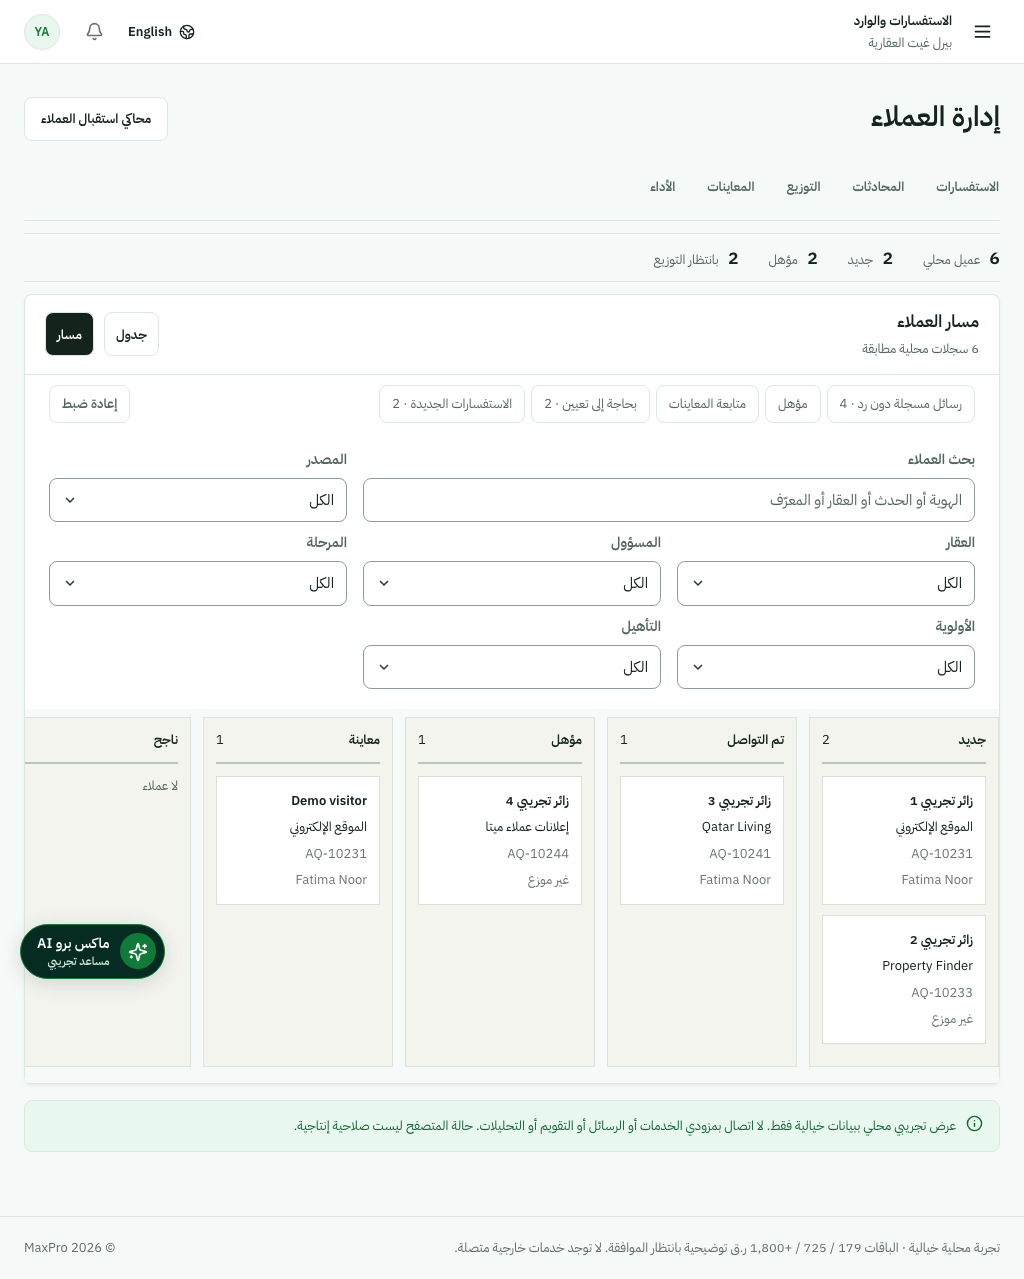 الاستفسارات والوارد
بيرل غيت العقارية
English
YA
إدارة العملاء
محاكي استقبال العملاء
الاستفسارات
المحادثات
التوزيع
المعاينات
الأداء
6 عميل محلي
2 جديد
2 مؤهل
2 بانتظار التوزيع
مسار العملاء
6 سجلات محلية مطابقة
جدول
مسار
رسائل مسجلة دون رد · 4
مؤهل
متابعة المعاينات
بحاجة إلى تعيين · 2
الاستفسارات الجديدة · 2
إعادة ضبط
بحث العملاء
الهوية أو الحدث أو العقار أو المعرّف
المصدر
الكل
العقار
الكل
المسؤول
الكل
المرحلة
الكل
الأولوية
الكل
التأهيل
الكل
جديد 2
زائر تجريبي 1
الموقع الإلكتروني
AQ-10231
Fatima Noor
زائر تجريبي 2
Property Finder
AQ-10233
غير موزع
تم التواصل 1
زائر تجريبي 3
Qatar Living
AQ-10241
Fatima Noor
مؤهل 1
زائر تجريبي 4
إعلانات عملاء ميتا
AQ-10244
غير موزع
معاينة 1
Demo visitor
الموقع الإلكتروني
AQ-10231
Fatima Noor
ناجح
لا عملاء
ماكس برو AI
مساعد تجريبي
عرض تجريبي محلي ببيانات خيالية فقط. لا اتصال بمزودي الخدمات أو الرسائل أو التقويم أو التحليلات. حالة المتصفح ليست صلاحية إنتاجية.
تجربة محلية خيالية · الباقات 179 / 725 / +1,800 ر.ق توضيحية بانتظار الموافقة. لا توجد خدمات خارجية متصلة.
© 2026 MaxPro